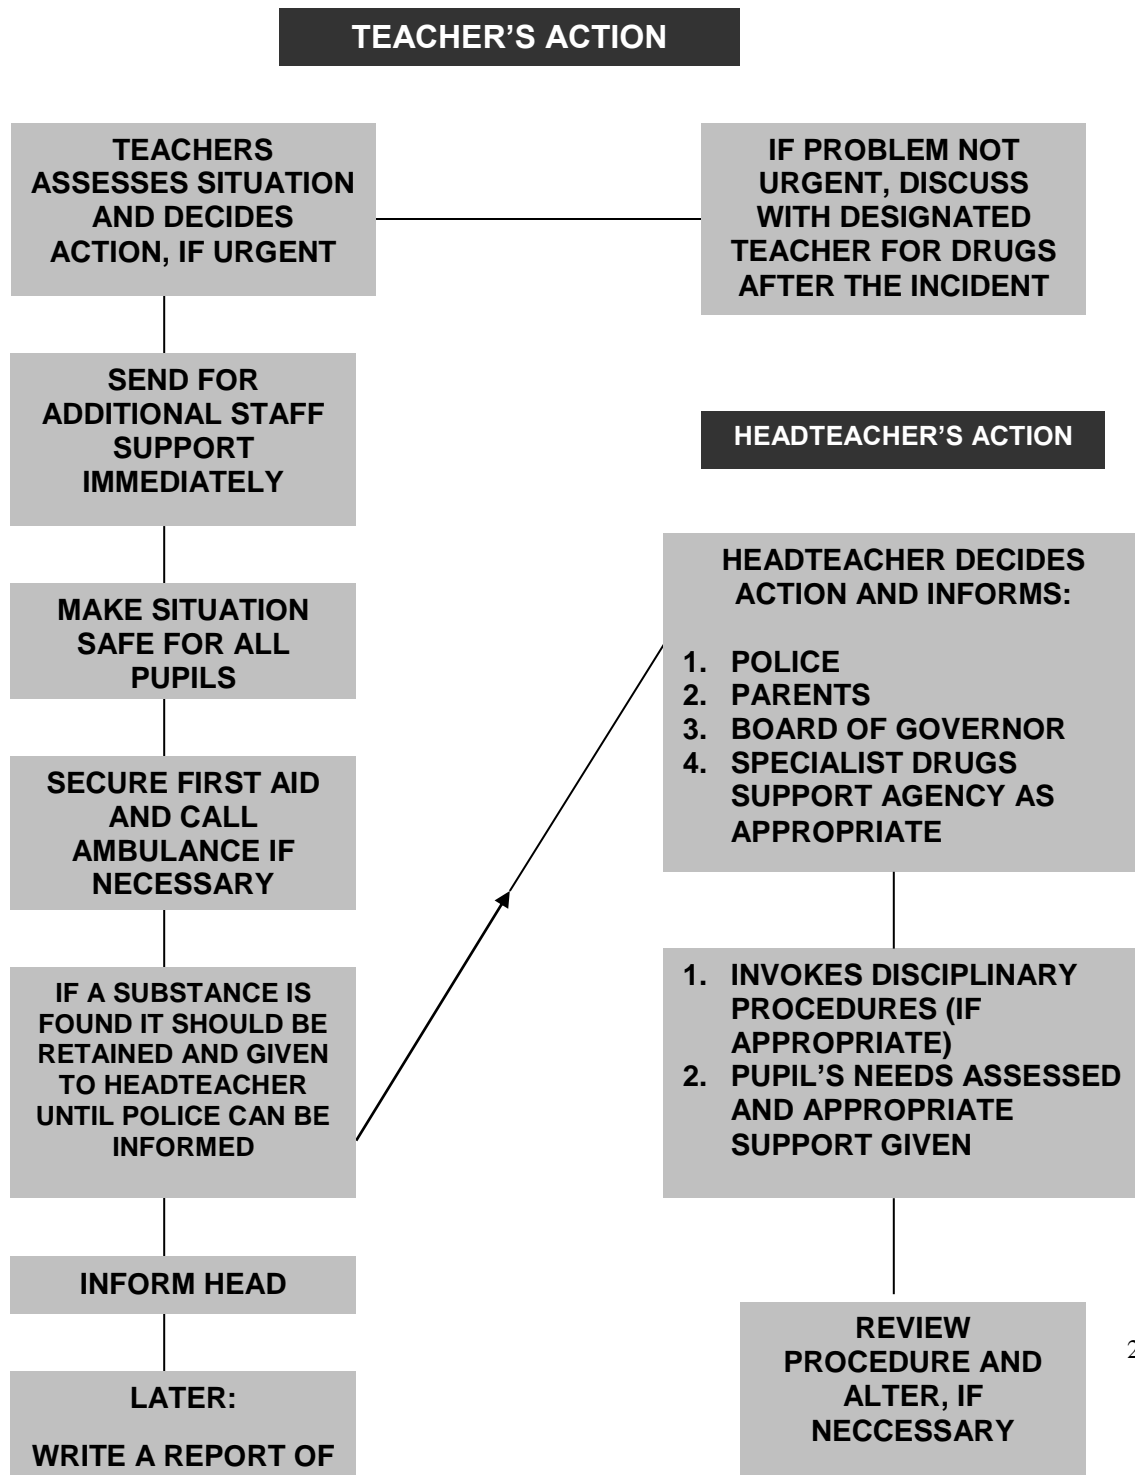 TEACHER’S ACTION
TEACHERS
ASSESSES SITUATION
AND DECIDES
ACTION, IF URGENT
IF PROBLEM NOT
URGENT, DISCUSS
WITH DESIGNATED
TEACHER FOR DRUGS
AFTER THE INCIDENT
SEND FOR
ADDITIONAL STAFF
SUPPORT
IMMEDIATELY
MAKE SITUATION
SAFE FOR ALL
PUPILS
SECURE FIRST AID
AND CALL
AMBULANCE IF
NECESSARY
IF A SUBSTANCE IS
FOUND IT SHOULD BE
RETAINED AND GIVEN
TO HEADTEACHER
UNTIL POLICE CAN BE
INFORMED
INFORM HEAD
LATER:
WRITE A REPORT OF
HEADTEACHER’S ACTION
HEADTEACHER DECIDES
ACTION AND INFORMS:
1. POLICE
2. PARENTS
3. BOARD OF GOVERNOR
4. SPECIALIST DRUGS
SUPPORT AGENCY AS
APPROPRIATE
1. INVOKES DISCIPLINARY
PROCEDURES (IF
APPROPRIATE)
2. PUPIL’S NEEDS ASSESSED
AND APPROPRIATE
SUPPORT GIVEN
REVIEW
PROCEDURE AND
ALTER, IF
NECCESSARY